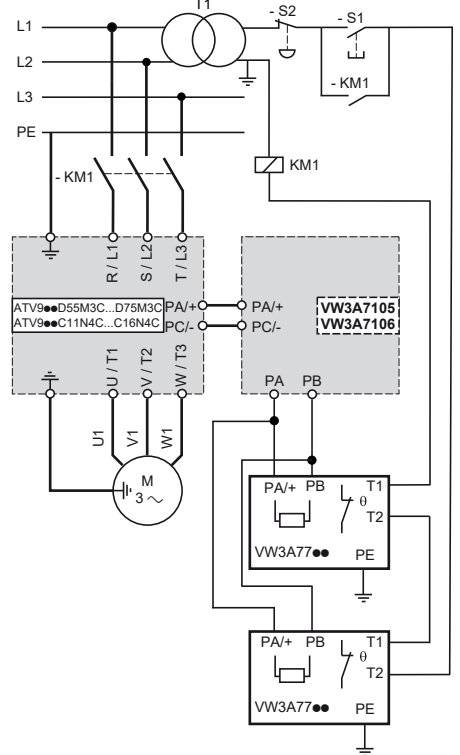 T1
L1
- S2
- S1
L2
L3
- KM1
PE
KM1
- KM1
R / L1
S / L2
T / L3
ATV9●●D55M3C...D75M3C
ATV9●●C11N4C...C16N4C
PA/+
PC/-
PA/+
PC/-
VW3A7105
VW3A7106
U / T1
V / T2
W / T3
PA
PB
U1
V1
W1
M
3 ~
PA/+
PB
T1
θ
T2
VW3A77●●
PE
PA/+
PB
T1
θ
T2
VW3A77●●
PE